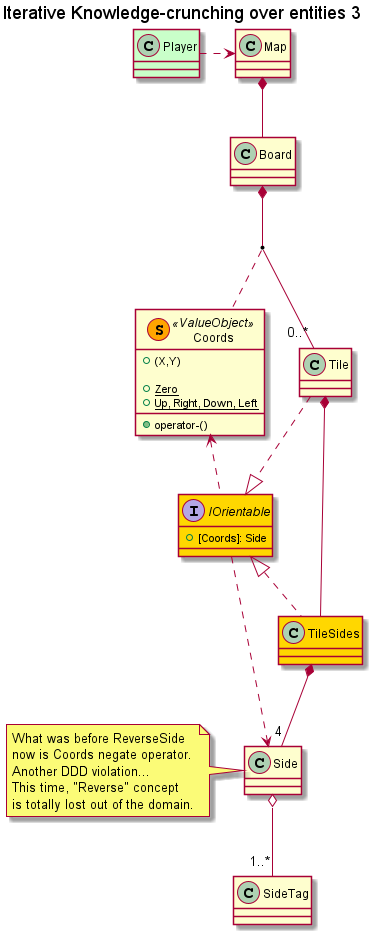 Iterative Knowledge-crunching over entities 3
C Player
C Map
C Board
S «ValueObject»
Coords
(X,Y)
Zero
Up, Right, Down, Left
operator-()
0..*
C Tile
I IOrientable
[Coords]: Side
C TileSides
What was before ReverseSide
now is Coords negate operator.
Another DDD violation...
This time, "Reverse" concept
is totally lost out of the domain.
4
C Side
1..*
C SideTag